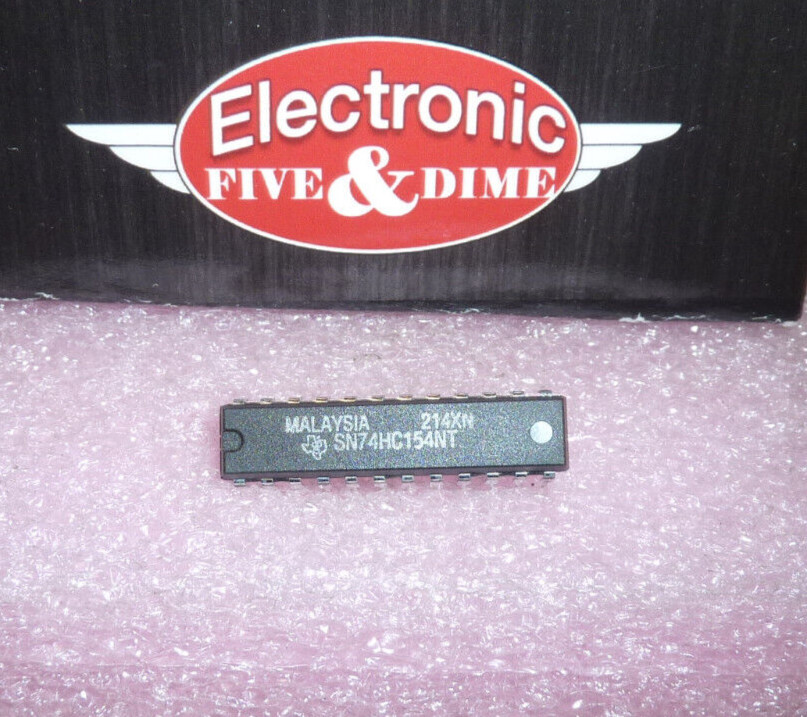 Electronic
FIVE & DIME
MALAYSIA 214XN
SN74HC154NT